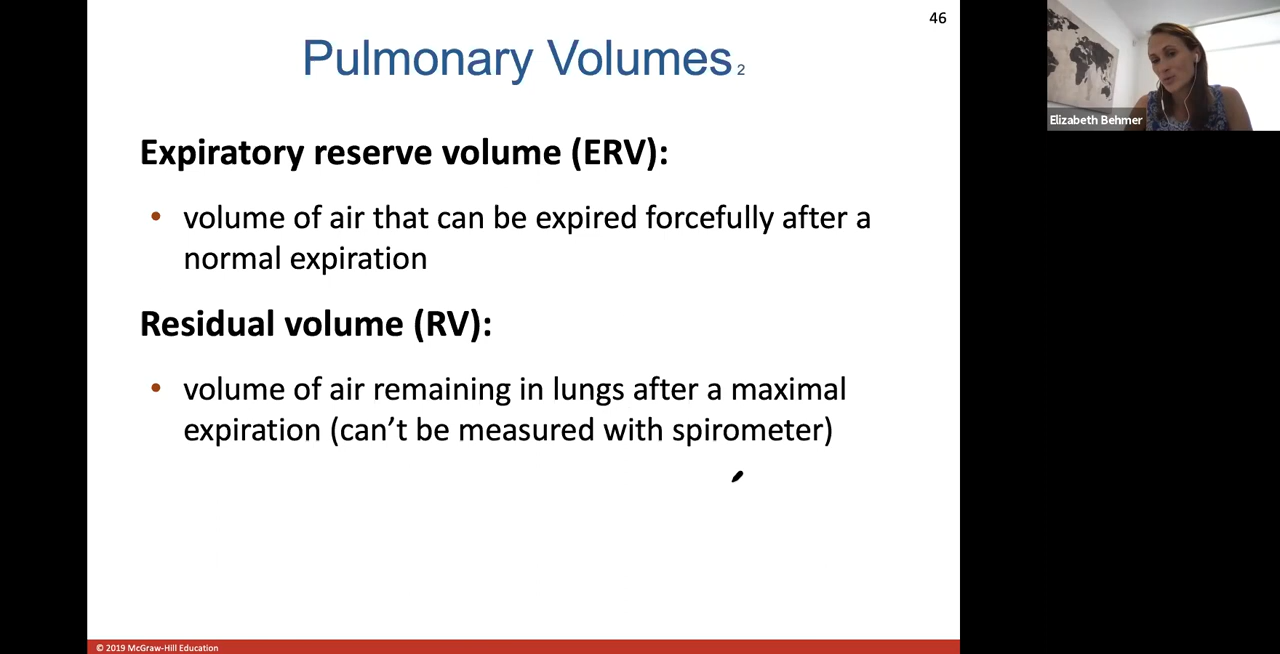 46
Pulmonary Volumes 2
Expiratory reserve volume (ERV):
• volume of air that can be expired forcefully after a
normal expiration
Residual volume (RV):
• volume of air remaining in lungs after a maximal
expiration (can’t be measured with spirometer)
© 2019 McGraw-Hill Education
Elizabeth Behmer